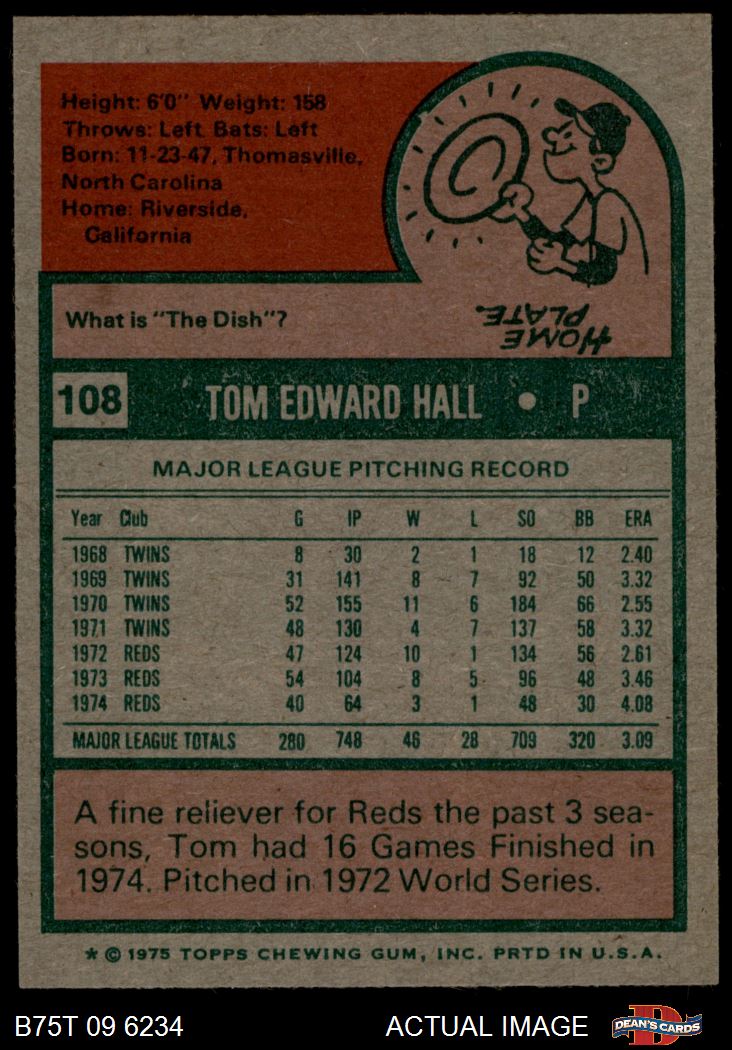 Height: 6'0" Weight: 158
Throws: Left Bats: Left
Born: 11-23-47, Thomasville,
North Carolina
Home: Riverside,
California
What is "The Dish"?
HOME
PLATE.
108 TOM EDWARD HALL • P
MAJOR LEAGUE PITCHING RECORD
Year Club G IP W L SO BB ERA
1968 TWINS 8 30 2 1 18 12 2.40
1969 TWINS 31 141 8 7 92 50 3.32
1970 TWINS 52 155 11 6 184 66 2.55
1971 TWINS 48 130 4 7 137 58 3.32
1972 REDS 47 124 10 1 134 56 2.61
1973 REDS 54 104 8 5 96 48 3.46
1974 REDS 40 64 3 1 48 30 4.08
MAJOR LEAGUE TOTALS 280 748 46 28 709 320 3.09
A fine reliever for Reds the past 3 sea-
sons, Tom had 16 Games Finished in
1974. Pitched in 1972 World Series.
* © 1975 TOPPS CHEWING GUM, INC. PRTD IN U.S.A.
B75T 09 6234 ACTUAL IMAGE D DEAN'S CARDS